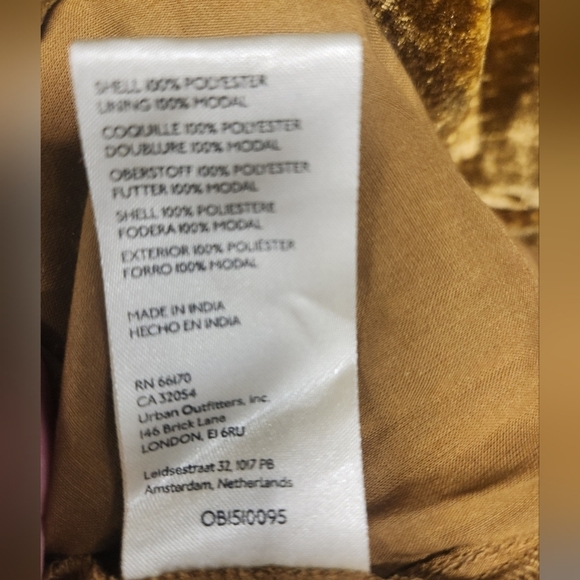 SHELL 100% POLYESTER
LINING 100% MODAL
COQUILLE 100% POLYESTER
DOUBLURE 100% MODAL
OBERSTOFF 100% POLYESTER
FUTTER 100% MODAL
SHELL 100% POLIESTERE
FODERA 100% MODAL
EXTERIOR 100% POLIÉSTER
FORRO 100% MODAL
MADE IN INDIA
HECHO EN INDIA
RN 66170
CA 32054
Urban Outfitters, Inc.
146 Brick Lane
LONDON, E1 6RU
Leidsestraat 32, 1017 PB
Amsterdam, Netherlands
OB1510095